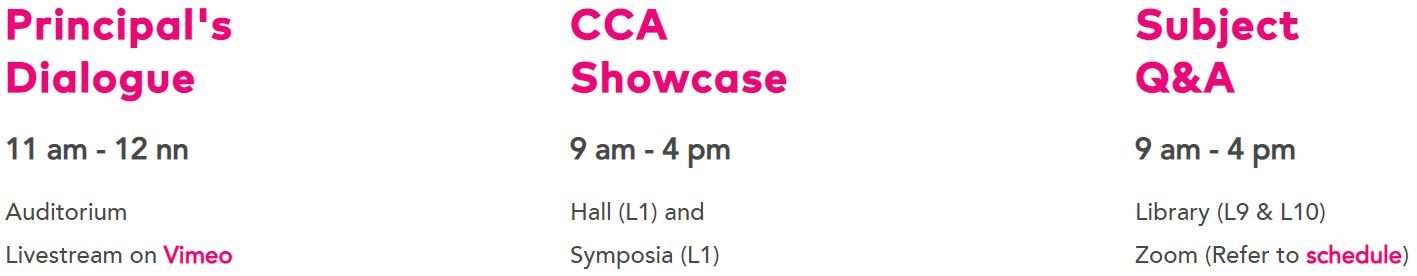 Principal's
Dialogue
11 am - 12 nn
Auditorium
Livestream on Vimeo
CCA
Showcase
9 am - 4 pm
Hall (L1) and
Symposia (L1)
Subject
Q&A
9 am - 4 pm
Library (L9 & L10)
Zoom (Refer to schedule)